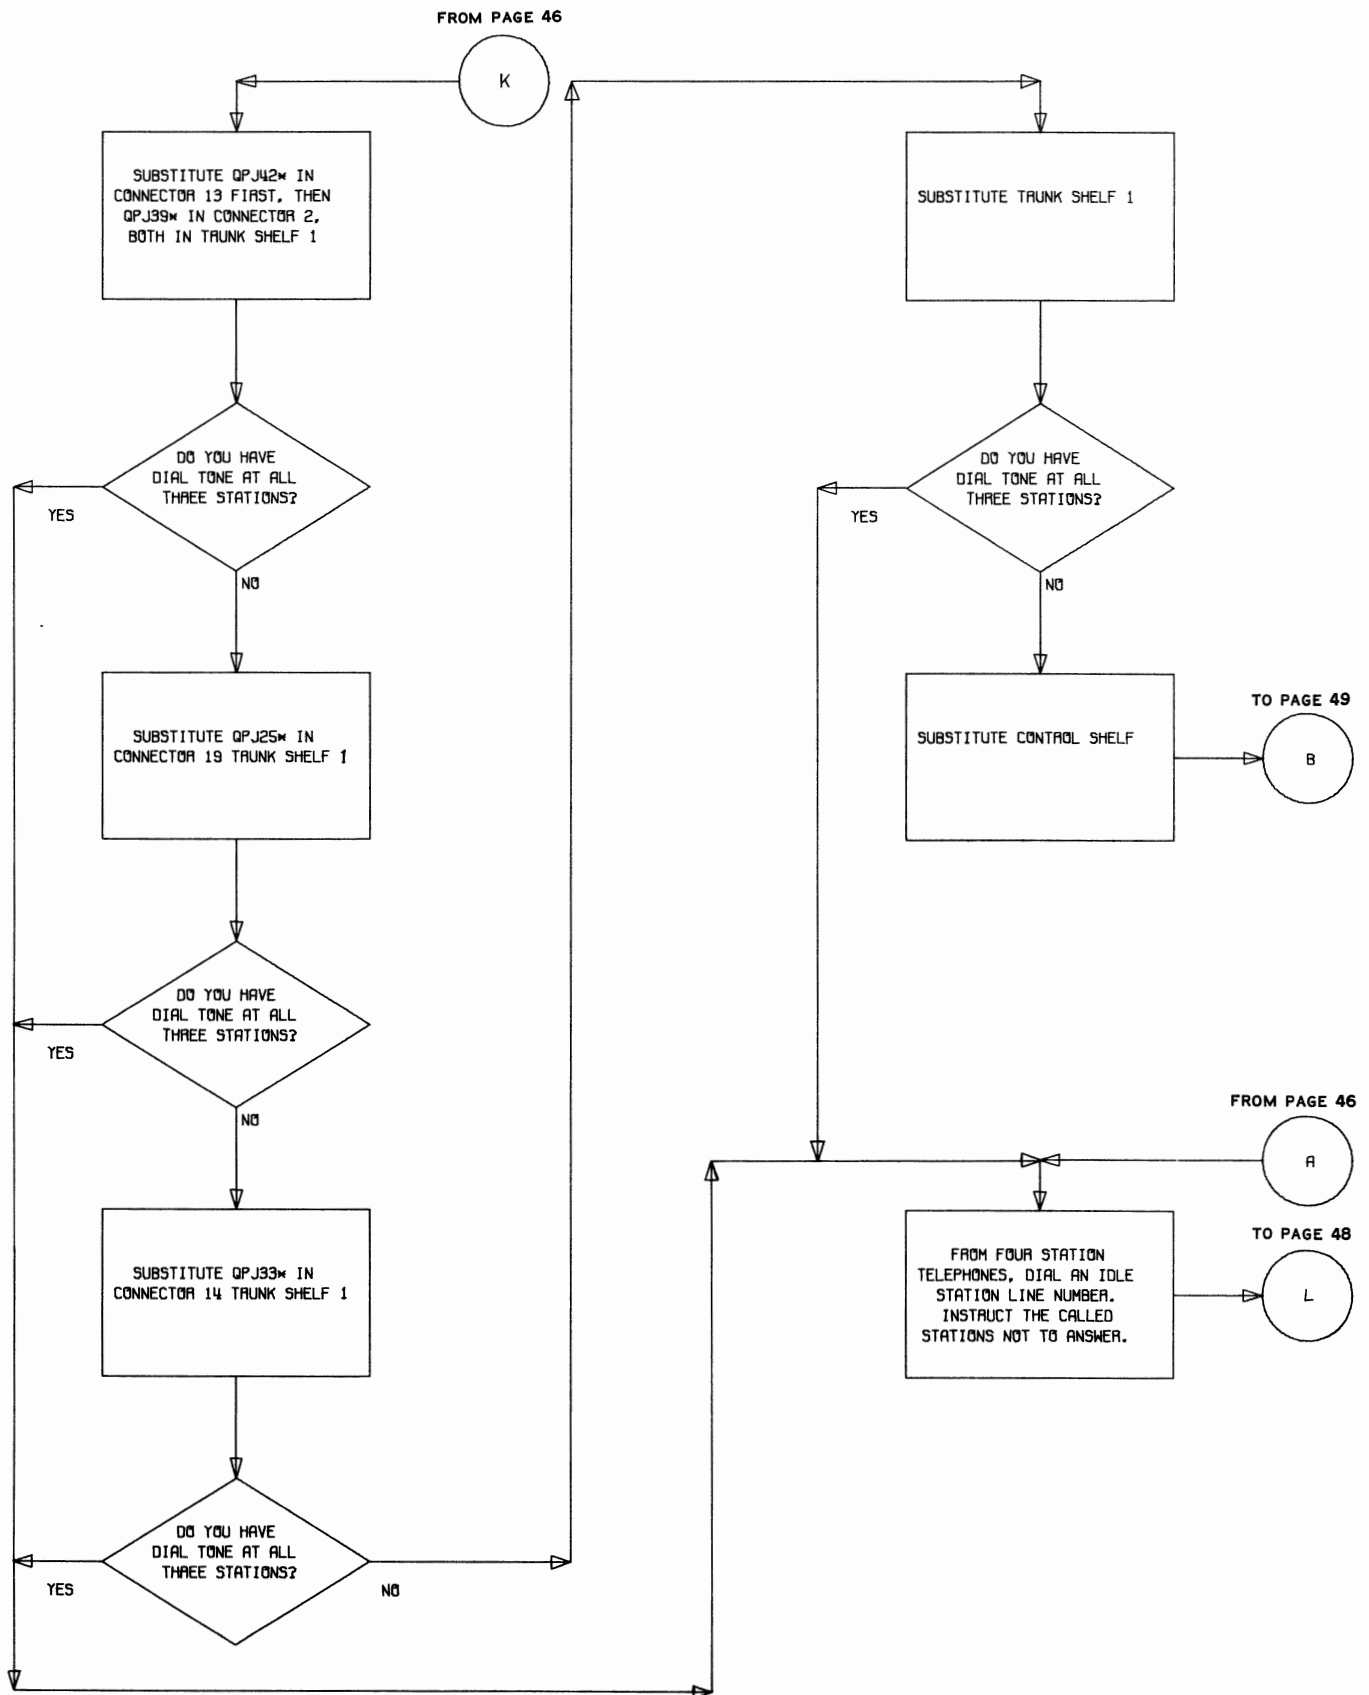 FROM PAGE 46
K
SUBSTITUTE QPJ42* IN
CONNECTOR 13 FIRST, THEN
QPJ39* IN CONNECTOR 2,
BOTH IN TRUNK SHELF 1
DO YOU HAVE
DIAL TONE AT ALL
THREE STATIONS?
YES
NO
SUBSTITUTE QPJ25* IN
CONNECTOR 19 TRUNK SHELF 1
DO YOU HAVE
DIAL TONE AT ALL
THREE STATIONS?
YES
NO
SUBSTITUTE QPJ33* IN
CONNECTOR 14 TRUNK SHELF 1
DO YOU HAVE
DIAL TONE AT ALL
THREE STATIONS?
YES
NO
SUBSTITUTE TRUNK SHELF 1
DO YOU HAVE
DIAL TONE AT ALL
THREE STATIONS?
YES
NO
SUBSTITUTE CONTROL SHELF
TO PAGE 49
B
FROM PAGE 46
A
FROM FOUR STATION
TELEPHONES, DIAL AN IDLE
STATION LINE NUMBER.
INSTRUCT THE CALLED
STATIONS NOT TO ANSWER.
TO PAGE 48
L